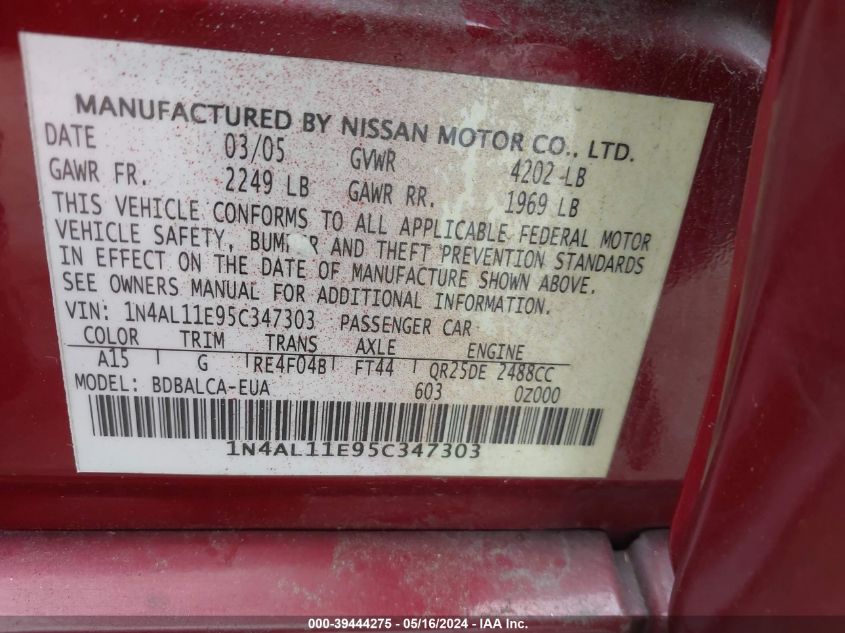 MANUFACTURED BY NISSAN MOTOR CO., LTD.
DATE 03/05 GVWR 4202 LB
GAWR FR. 2249 LB GAWR RR. 1969 LB
THIS VEHICLE CONFORMS TO ALL APPLICABLE FEDERAL MOTOR
VEHICLE SAFETY, AND THEFT PREVENTION STANDARDS
IN EFFECT ON THE DATE OF MANUFACTURE SHOWN ABOVE.
SEE OWNERS MANUAL FOR ADDITIONAL INFORMATION.
VIN: 1N4AL11E95C347303 PASSENGER CAR
COLOR TRIM TRANS AXLE ENGINE
A15 G RE4F04B FT44 QR25DE 2488CC
MODEL: BDBALCA-EUA 603 0Z000
1N4AL11E95C347303
000-39444275 - 05/16/2024 - IAA Inc.